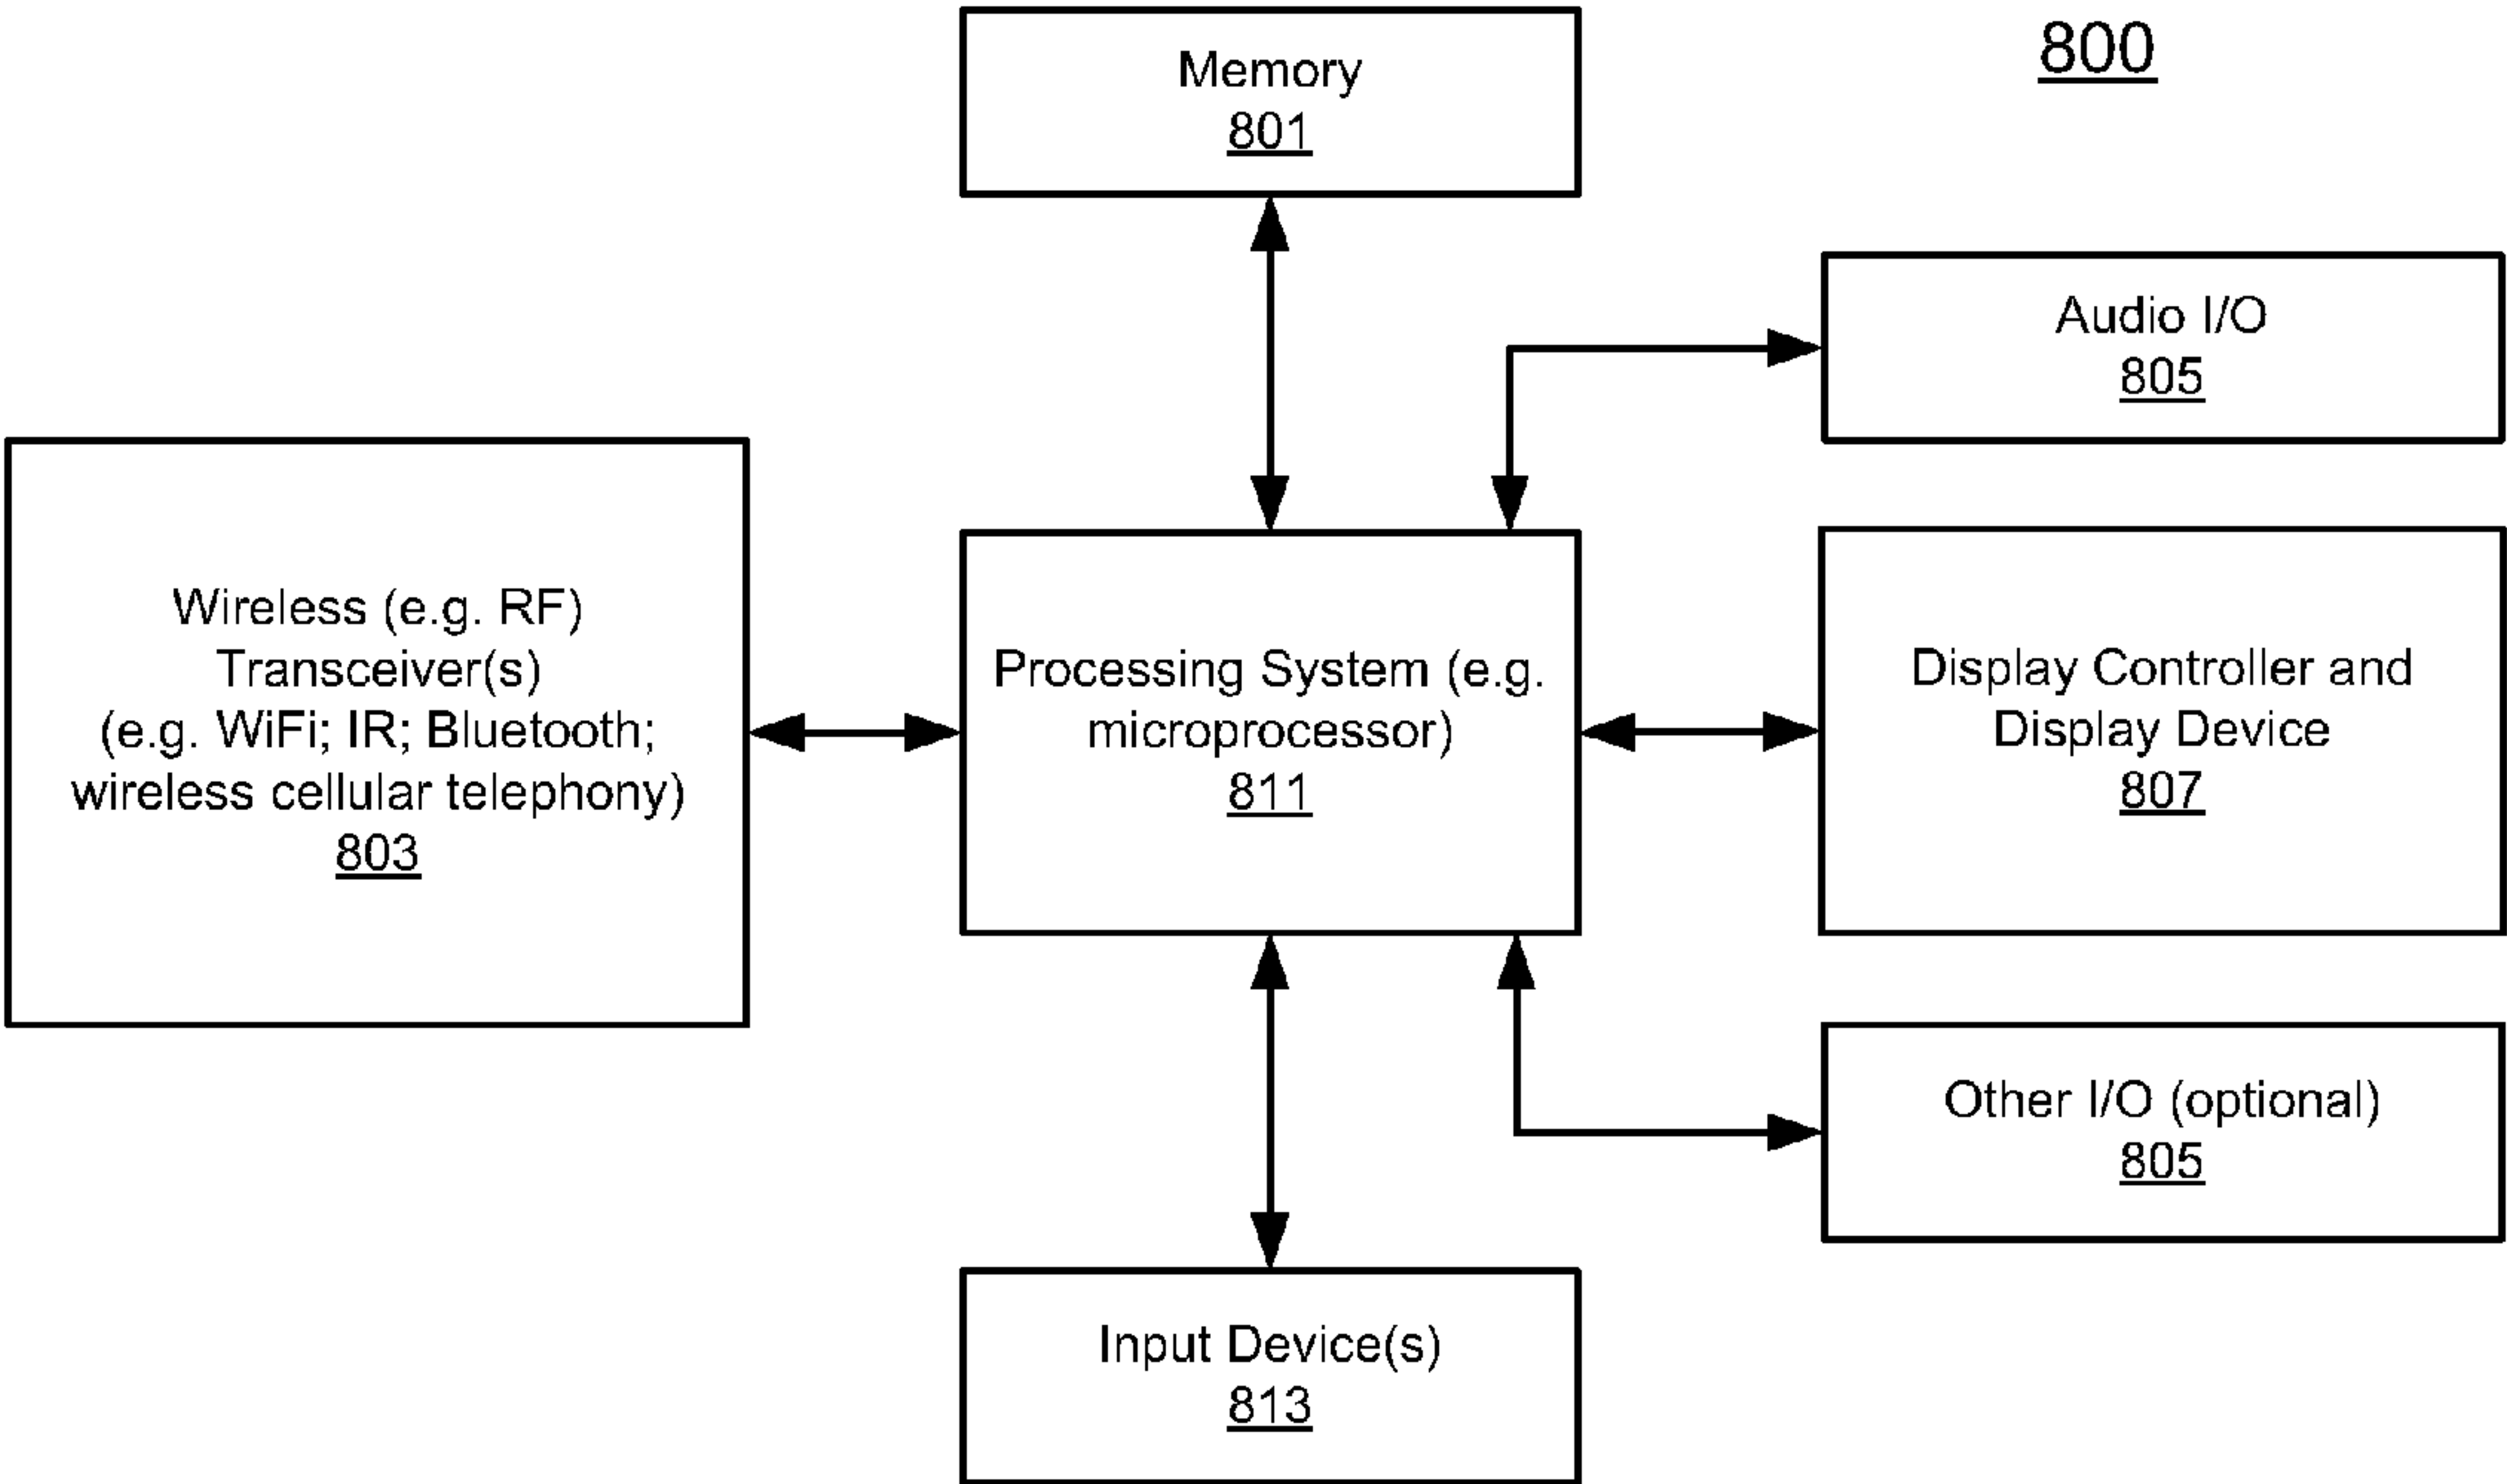 800
Memory
801
Audio I/O
805
Wireless (e.g. RF)
Transceiver(s)
(e.g. WiFi; IR; Bluetooth;
wireless cellular telephony)
803
Processing System (e.g.
microprocessor)
811
Display Controller and
Display Device
807
Other I/O (optional)
805
Input Device(s)
813